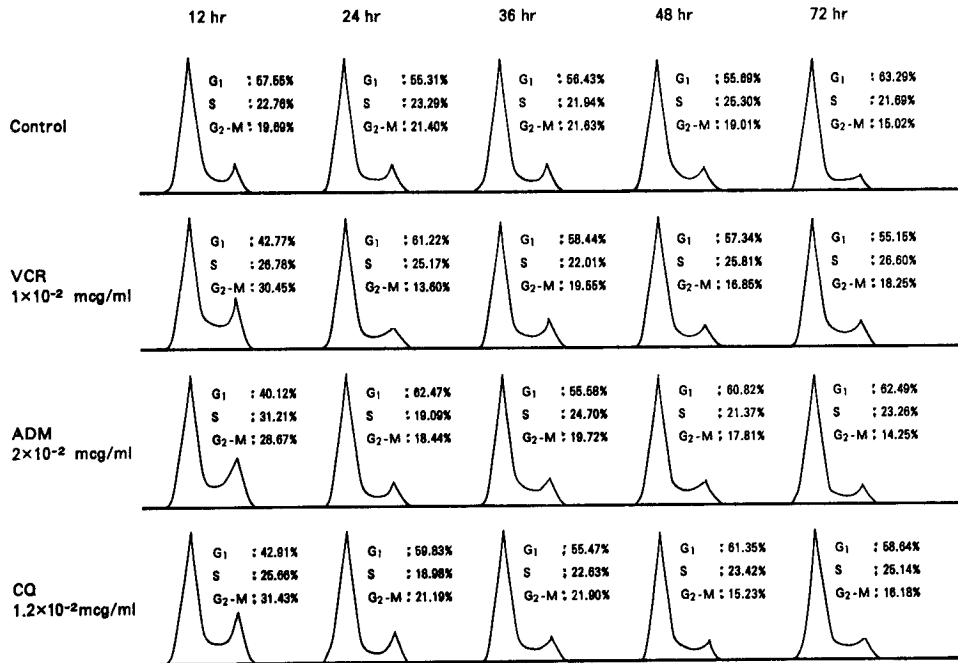 12 hr 24 hr 36 hr 48 hr 72 hr
Control
G1 : 57.55% G1 : 55.31% G1 : 56.43% G1 : 55.69% G1 : 63.29%
S : 22.76% S : 23.29% S : 21.94% S : 25.30% S : 21.69%
G2-M : 19.69% G2-M : 21.40% G2-M : 21.63% G2-M : 19.01% G2-M : 15.02%
VCR
1×10⁻² mcg/ml
G1 : 42.77% G1 : 61.22% G1 : 58.44% G1 : 57.34% G1 : 55.15%
S : 26.78% S : 25.17% S : 22.01% S : 25.81% S : 26.60%
G2-M : 30.45% G2-M : 13.60% G2-M : 19.55% G2-M : 16.85% G2-M : 18.25%
ADM
2×10⁻² mcg/ml
G1 : 40.12% G1 : 62.47% G1 : 55.58% G1 : 60.82% G1 : 62.49%
S : 31.21% S : 19.09% S : 24.70% S : 21.37% S : 23.26%
G2-M : 28.67% G2-M : 18.44% G2-M : 19.72% G2-M : 17.81% G2-M : 14.25%
CQ
1.2×10⁻² mcg/ml
G1 : 42.91% G1 : 59.83% G1 : 55.47% G1 : 61.35% G1 : 58.64%
S : 25.66% S : 18.98% S : 22.63% S : 23.42% S : 25.14%
G2-M : 31.43% G2-M : 21.19% G2-M : 21.90% G2-M : 15.23% G2-M : 16.18%